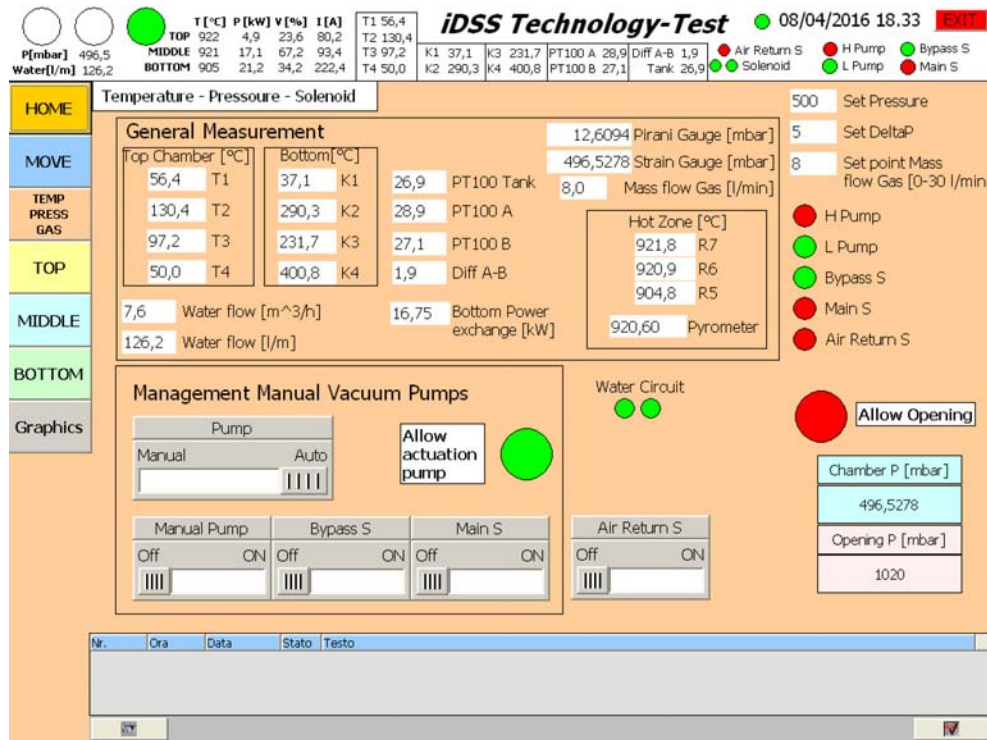 T[°C] P[kW] V[%] I[A]
TOP 922 4,9 23,6 80,2
MIDDLE 921 17,1 67,2 93,4
BOTTOM 905 21,2 34,2 222,4
P[mbar] 496,5
Water[l/m] 126,2
T1 56,4
T2 130,4
T3 97,2
T4 50,0
iDSS Technology-Test
08/04/2016 18.33
EXIT
K1 37,1 K3 231,7 PT100 A 28,9 Diff A-B 1,9
K2 290,3 K4 400,8 PT100 B 27,1 Tank 26,9
Air Return S H Pump Bypass S
Solenoid L Pump Main S
HOME
MOVE
TEMP
PRESS
GAS
TOP
MIDDLE
BOTTOM
Graphics
Temperature - Pressoure - Solenoid
General Measurement
Top Chamber [°C]
56,4 T1
130,4 T2
97,2 T3
50,0 T4
Bottom[°C]
37,1 K1
290,3 K2
231,7 K3
400,8 K4
26,9 PT100 Tank
28,9 PT100 A
27,1 PT100 B
1,9 Diff A-B
12,6094 Pirani Gauge [mbar]
496,5278 Strain Gauge [mbar]
8,0 Mass flow Gas [l/min]
Hot Zone [°C]
921,8 R7
920,9 R6
904,8 R5
920,60 Pyrometer
7,6 Water flow [m^3/h]
126,2 Water flow [l/m]
16,75 Bottom Power
exchange [kW]
500 Set Pressure
5 Set DeltaP
8 Set point Mass
flow Gas [0-30 l/min
H Pump
L Pump
Bypass S
Main S
Air Return S
Management Manual Vacuum Pumps
Pump
Manual Auto
Allow
actuation
pump
Manual Pump
Off ON
Bypass S
Off ON
Main S
Off ON
Air Return S
Off ON
Water Circuit
Allow Opening
Chamber P [mbar]
496,5278
Opening P [mbar]
1020
Nr. Ora Data Stato Testo